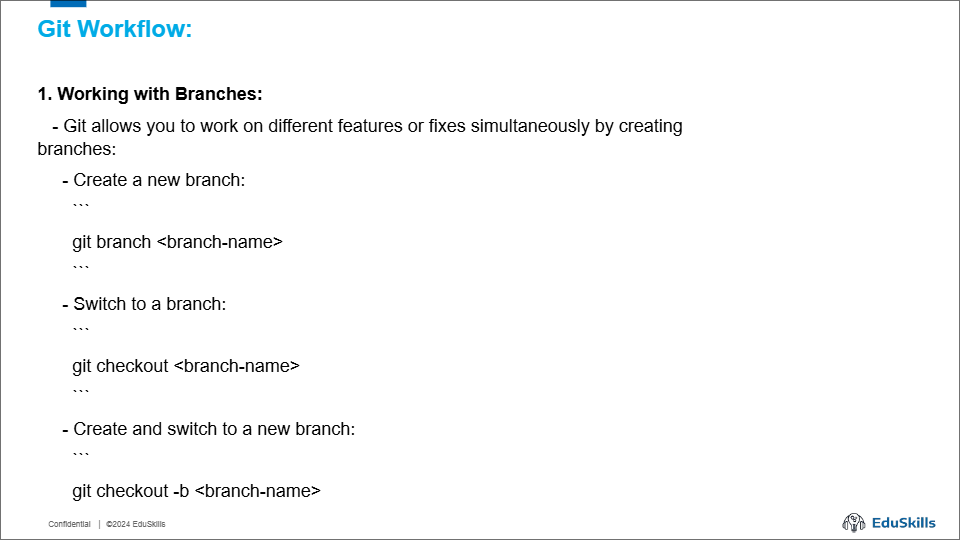 Git Workflow:
1. Working with Branches:
- Git allows you to work on different features or fixes simultaneously by creating
branches:
- Create a new branch:
```
git branch <branch-name>
```
- Switch to a branch:
```
git checkout <branch-name>
```
- Create and switch to a new branch:
```
git checkout -b <branch-name>
Confidential | ©2024 EduSkills
EduSkills